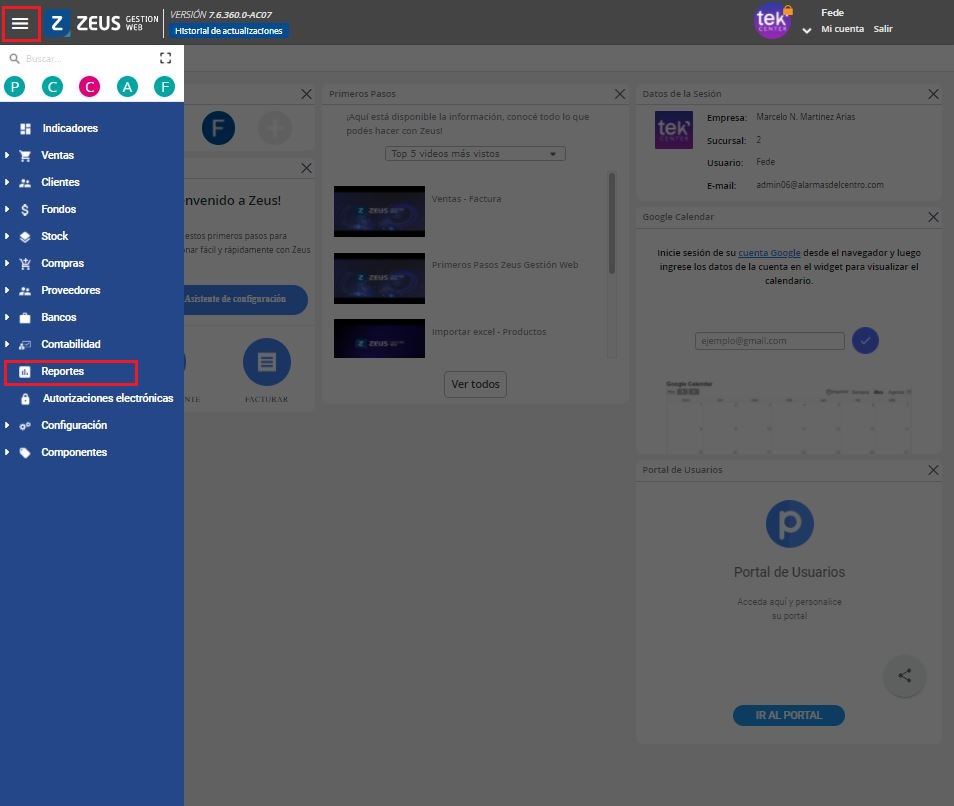 ZEUS GESTION WEB
VERSIÓN 7.6.360.0-AC07
Historial de actualizaciones
tek CENTER
Fede
Mi cuenta Salir
Buscar...
P C C A F
Indicadores
Ventas
Clientes
Fondos
Stock
Compras
Proveedores
Bancos
Contabilidad
Reportes
Autorizaciones electrónicas
Configuración
Componentes
F
nvenido a Zeus!
estos primeros pasos para
nar fácil y rápidamente con Zeus
Asistente de configuración
NTE
FACTURAR
Primeros Pasos
¡Aquí está disponible la información, conocé todo lo que
podés hacer con Zeus!
Top 5 videos más vistos
Ventas - Factura
Primeros Pasos Zeus Gestión Web
Importar excel - Productos
Ver todos
Datos de la Sesión
tek CENTER
Empresa: Marcelo N. Martinez Arias
Sucursal: 2
Usuario: Fede
E-mail: admin06@alarmasdelcentro.com
Google Calendar
Inicie sesión de su cuenta Google desde el navegador y luego
ingrese los datos de la cuenta en el widget para visualizar el
calendario.
ejemplo@gmail.com
Google Calendar
Portal de Usuarios
p
Portal de Usuarios
Acceda aquí y personalice
su portal
IR AL PORTAL